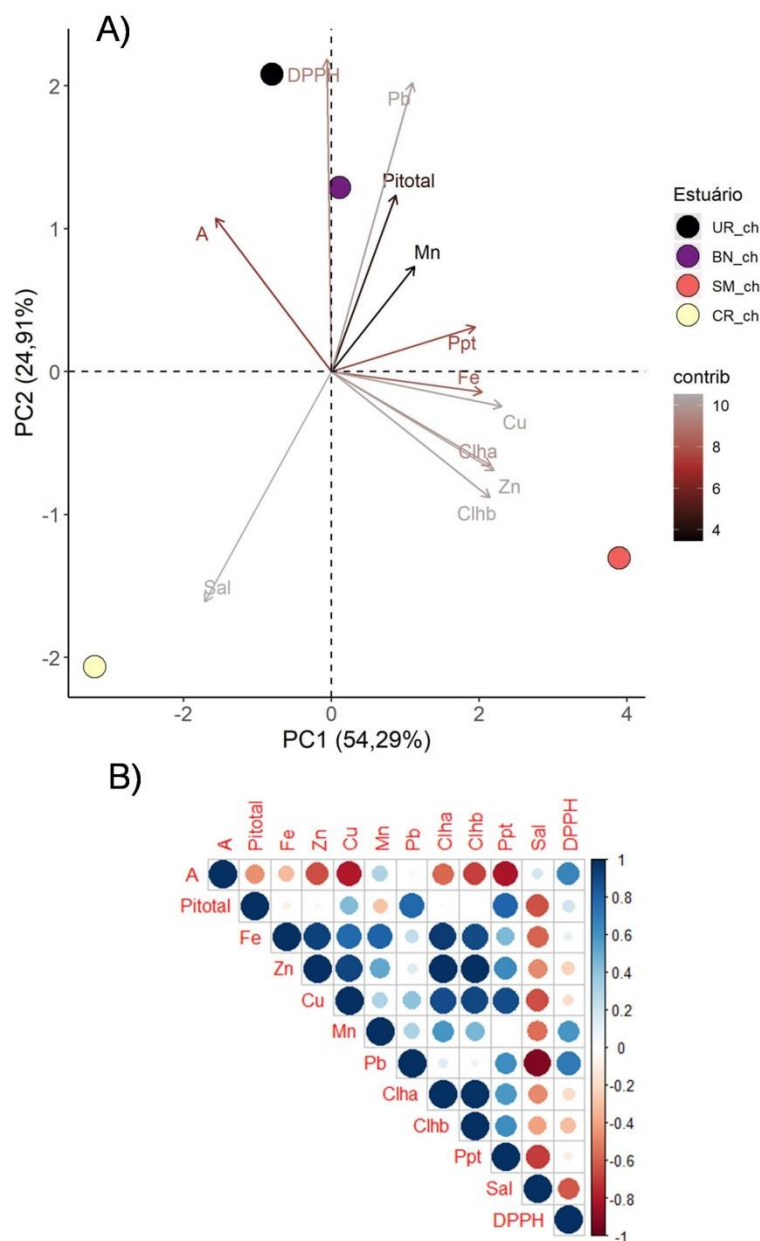 A)
2
DPPH
Pb
Pitotal
1
A
Mn
Ppt
0
Fe
Cu
Clha
Zn
Clhb
-1
Sal
-2
-2 0 2 4
PC1 (54,29%)
PC2 (24,91%)
Estuário
UR_ch
BN_ch
SM_ch
CR_ch
contrib
10
8
6
4
B)
A Pitotal Fe Zn Cu Mn Pb Clha Clhb Ppt Sal DPPH
A
Pitotal
Fe
Zn
Cu
Mn
Pb
Clha
Clhb
Ppt
Sal
DPPH
1
0.8
0.6
0.4
0.2
0
-0.2
-0.4
-0.6
-0.8
-1